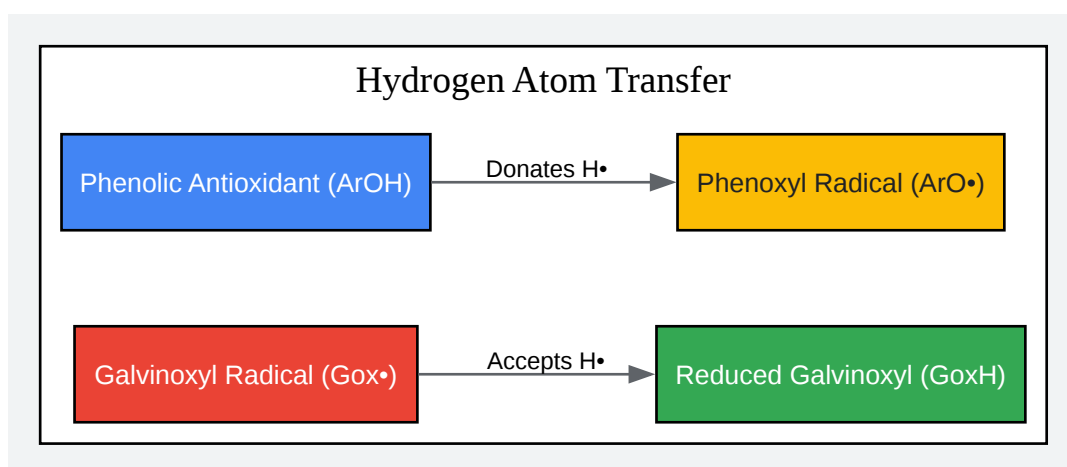 Hydrogen Atom Transfer
Phenolic Antioxidant (ArOH)
Donates H•
Phenoxyl Radical (ArO•)
Galvinoxyl Radical (Gox•)
Accepts H•
Reduced Galvinoxyl (GoxH)